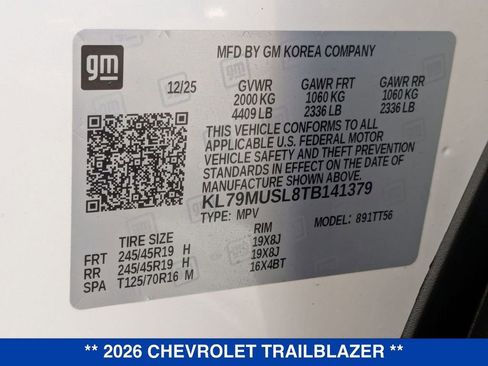 gm
MFD BY GM KOREA COMPANY
12/25 GVWR GAWR FRT GAWR RR
2000 KG 1060 KG 1060 KG
4409 LB 2336 LB 2336 LB
THIS VEHICLE CONFORMS TO ALL
APPLICABLE U.S. FEDERAL MOTOR
VEHICLE SAFETY AND THEFT PREVENTION
STANDARDS IN EFFECT ON THE DATE OF
MANUFACTURE SHOWN ABOVE.
KL79MUSL8TB141379
TYPE: MPV MODEL: 891TT56
TIRE SIZE RIM
FRT 245/45R19 H 19X8J
RR 245/45R19 H 19X8J
SPA T125/70R16 M 16X4BT
** 2026 CHEVROLET TRAILBLAZER **